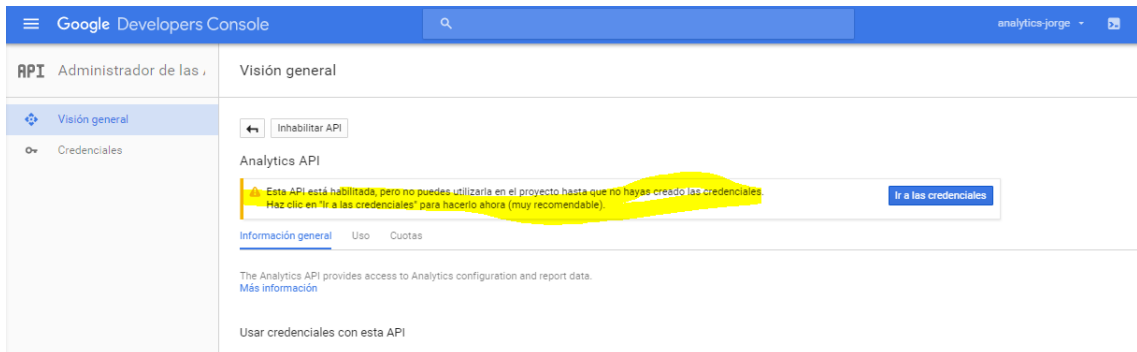 Google Developers Console
analytics-jorge
API Administrador de las
Visión general
Visión general
Credenciales
Inhabilitar API
Analytics API
Esta API está habilitada, pero no puedes utilizarla en el proyecto hasta que no hayas creado las credenciales.
Haz clic en "Ir a las credenciales" para hacerlo ahora (muy recomendable).
Ir a las credenciales
Información general Uso Cuotas
The Analytics API provides access to Analytics configuration and report data.
Más información
Usar credenciales con esta API